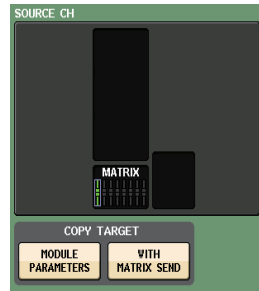 SOURCE CH
MATRIX
COPY TARGET
MODULE
PARAMETERS
WITH
MATRIX SEND